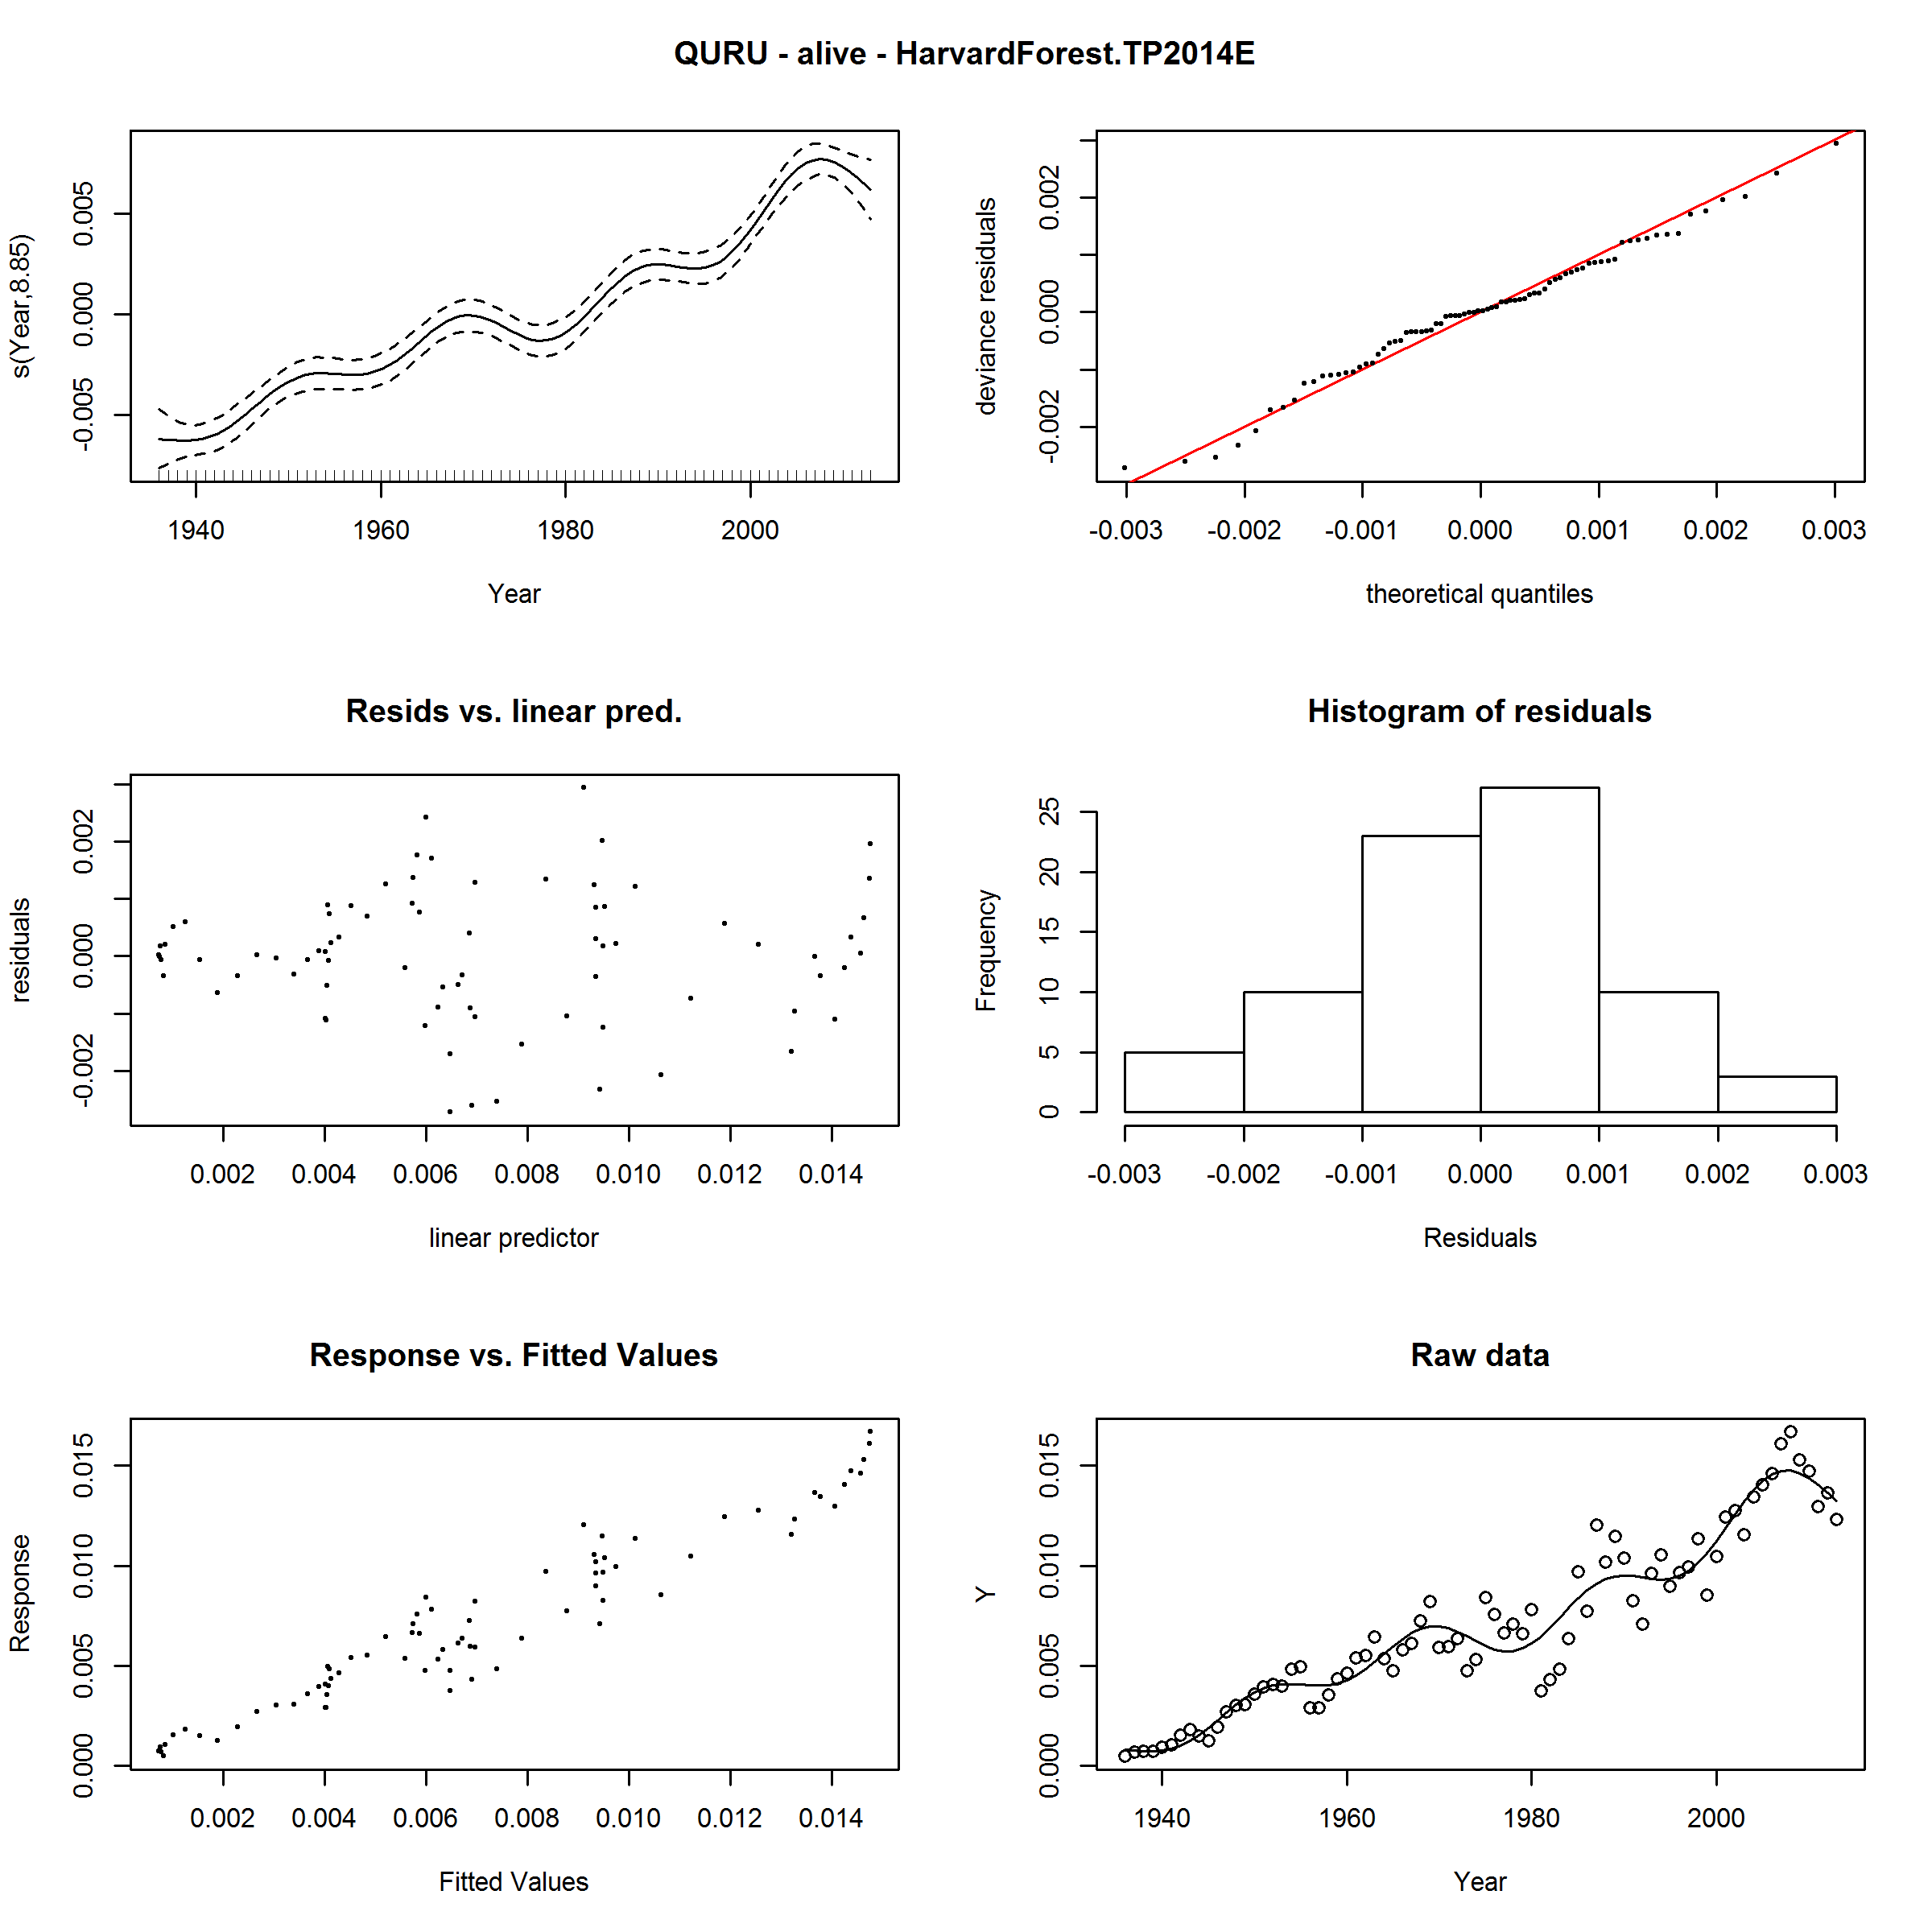 QURU - alive - HarvardForest.TP2014E
s(Year,8.85)
-0.005 0.000 0.005
1940 1960 1980 2000
Year
deviance residuals
-0.002 0.000 0.002
-0.003 -0.002 -0.001 0.000 0.001 0.002 0.003
theoretical quantiles
Resids vs. linear pred.
residuals
-0.002 0.000 0.002
0.002 0.004 0.006 0.008 0.010 0.012 0.014
linear predictor
Histogram of residuals
Frequency
0 5 10 15 20 25
-0.003 -0.002 -0.001 0.000 0.001 0.002 0.003
Residuals
Response vs. Fitted Values
Response
0.000 0.005 0.010 0.015
0.002 0.004 0.006 0.008 0.010 0.012 0.014
Fitted Values
Raw data
Y
0.000 0.005 0.010 0.015
1940 1960 1980 2000
Year